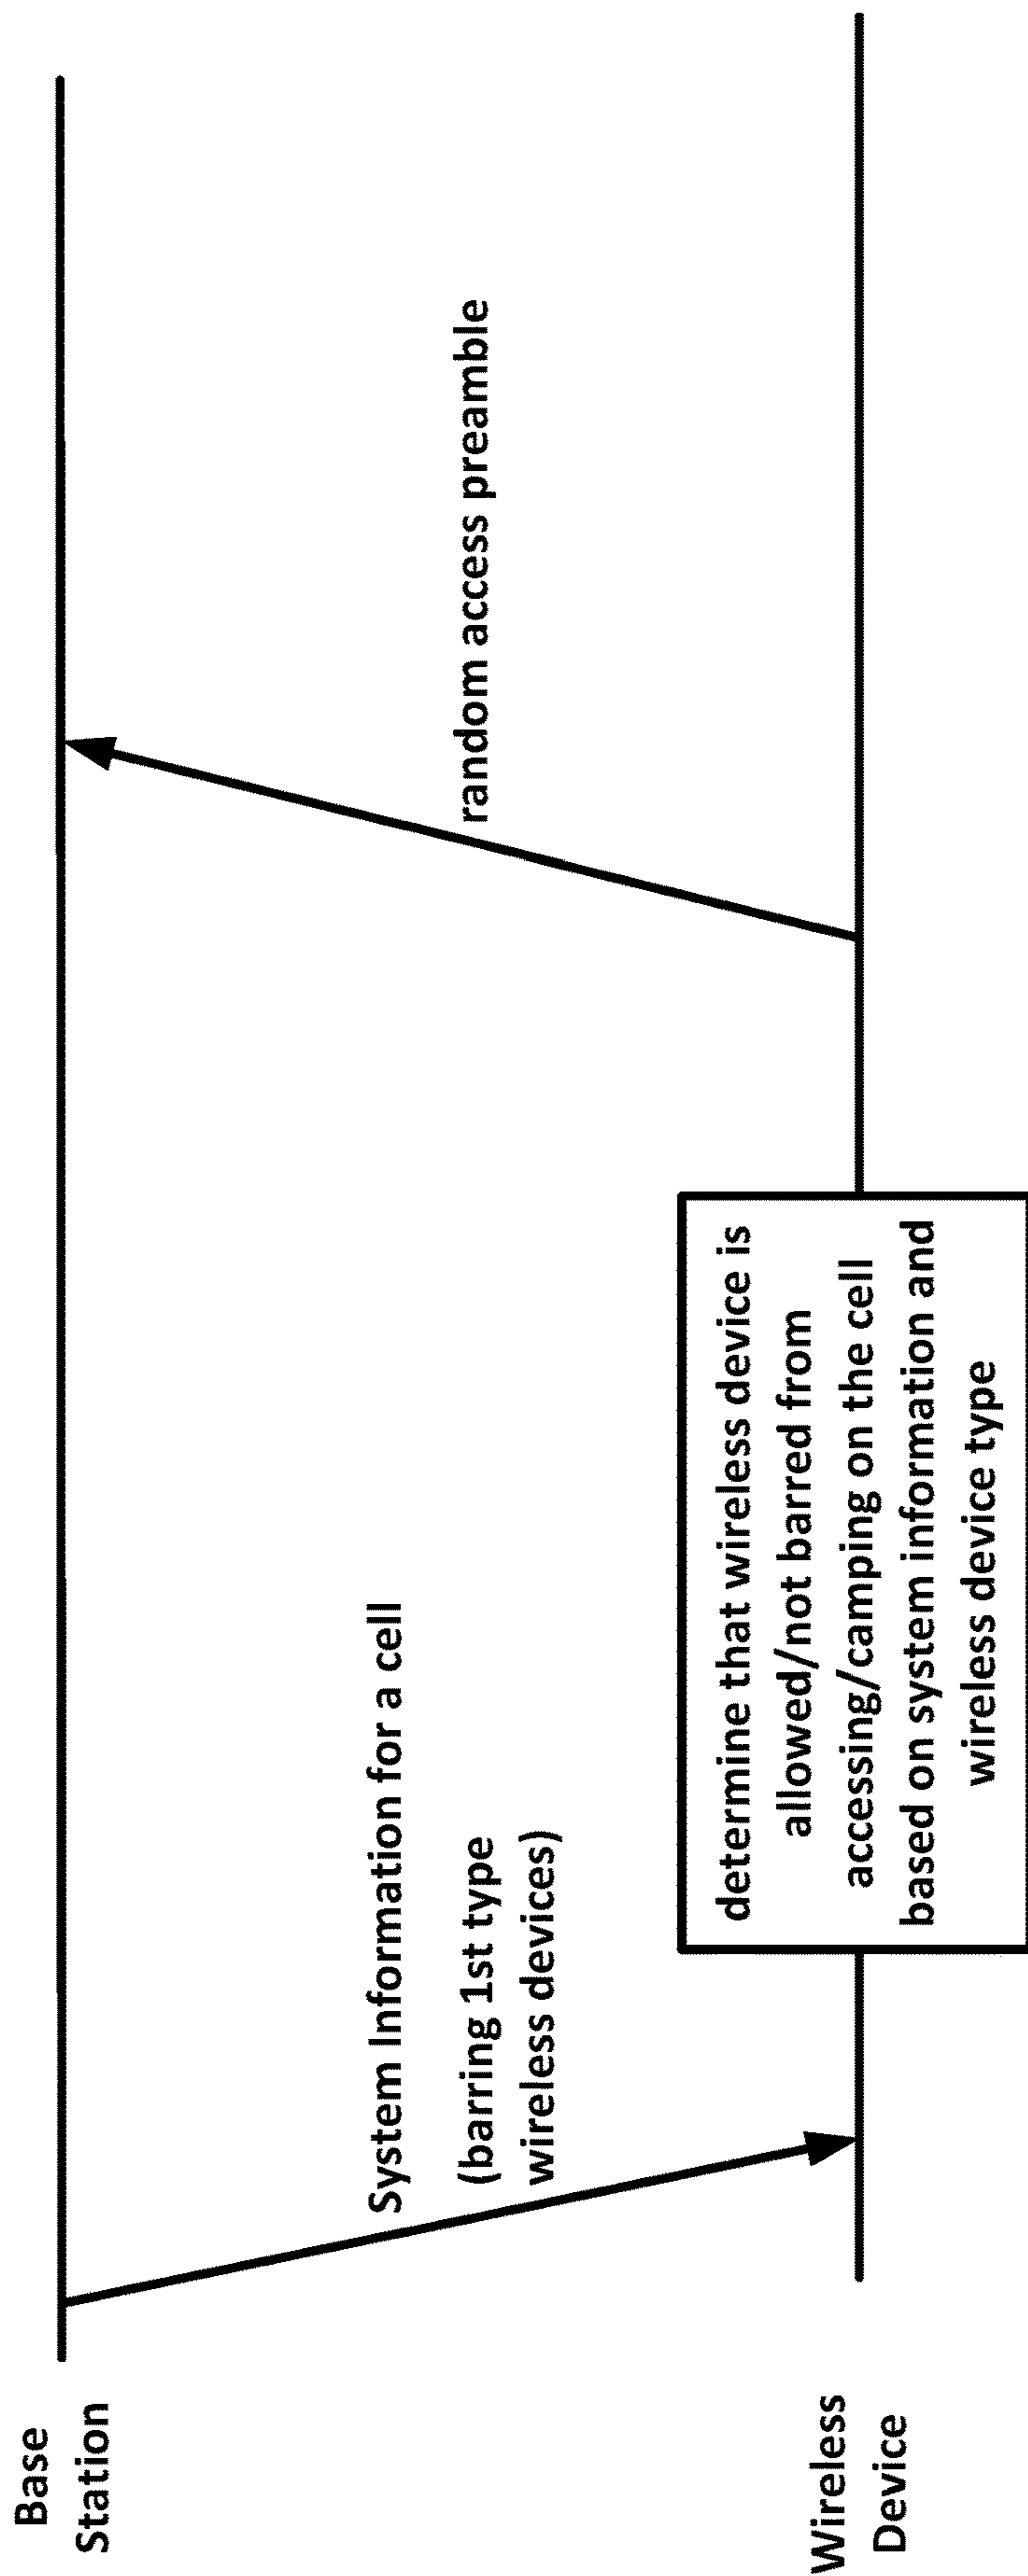 Base
Station
System Information for a cell
(barring 1st type
wireless devices)
random access preamble
determine that wireless device is
allowed/not barred from
accessing/camping on the cell
based on system information and
wireless device type
Wireless
Device